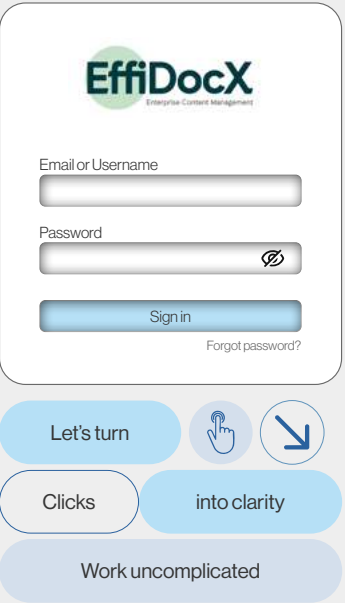 EffiDocX
Enterprise Content Management
Email or Username
Password
Sign in
Forgot password?
Let's turn
Clicks
into clarity
Work uncomplicated